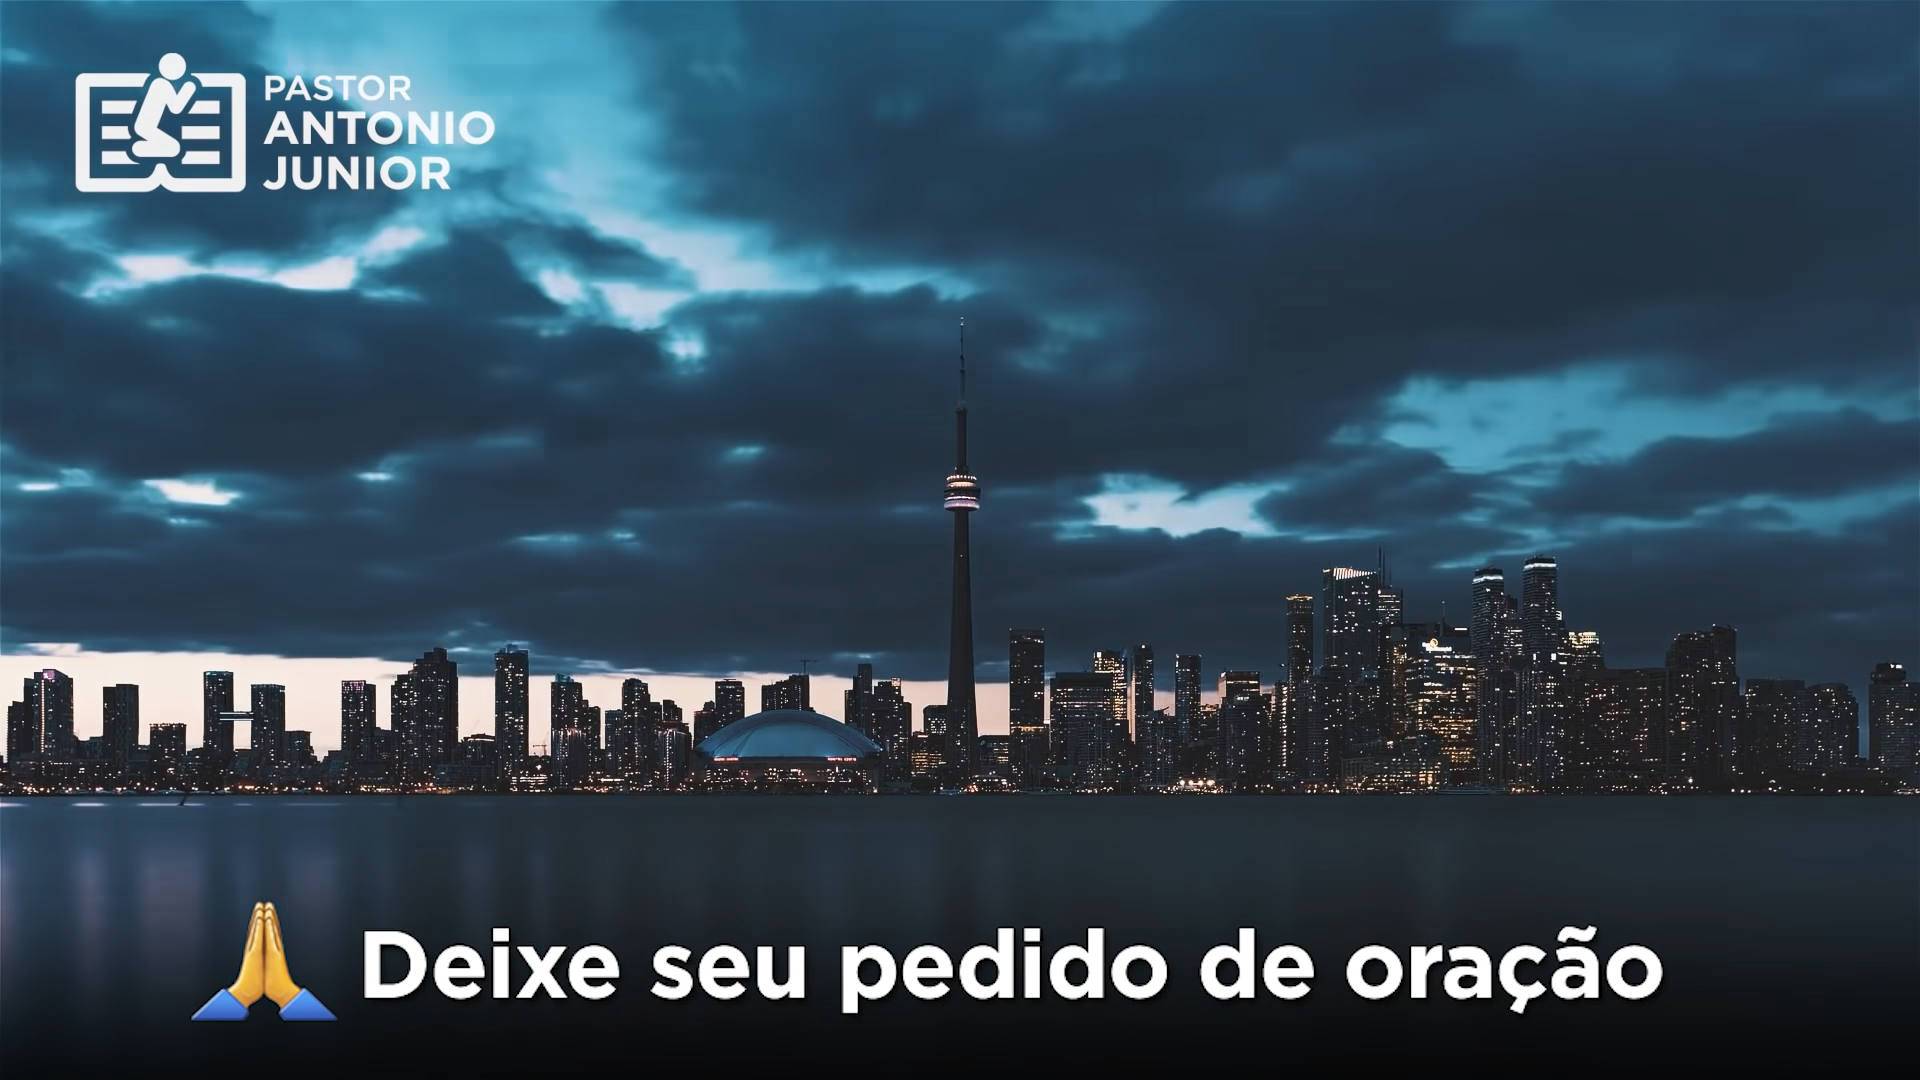 PASTOR
ANTONIO
JUNIOR
🙏 Deixe seu pedido de oração